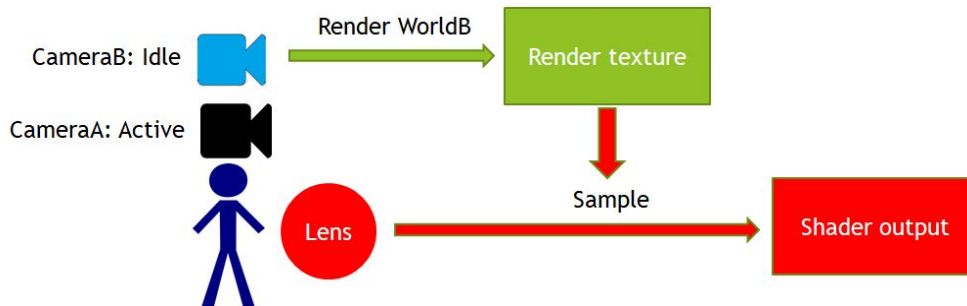 Render WorldB
CameraB: Idle
Render texture
CameraA: Active
Sample
Lens
Shader output